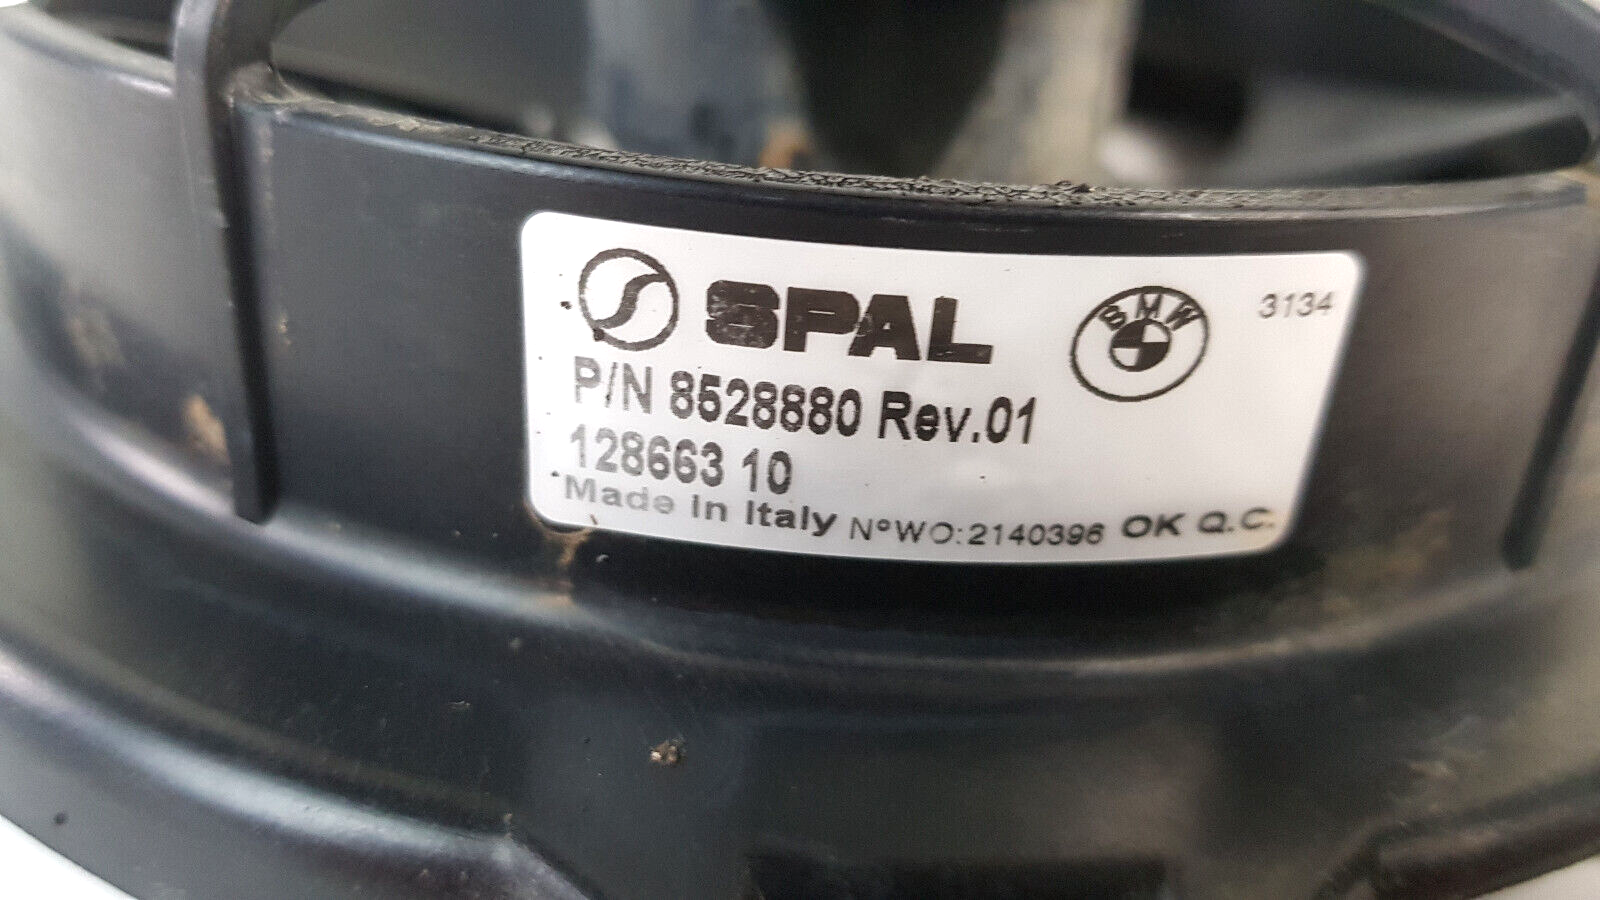 SPAL
BMW
3134
P/N 8528880 Rev.01
128663 10
Made In Italy N°WO:2140396 OK Q.C.